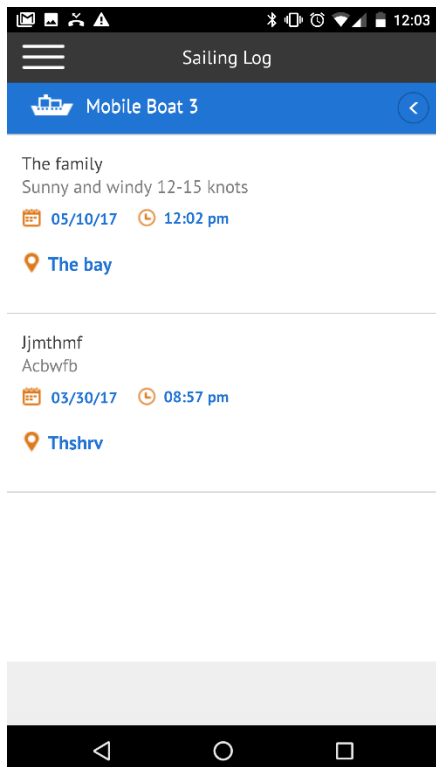 12:03
Sailing Log
Mobile Boat 3
The family
Sunny and windy 12-15 knots
05/10/17 12:02 pm
The bay
Jjmthmf
Acbwfb
03/30/17 08:57 pm
Thshrv